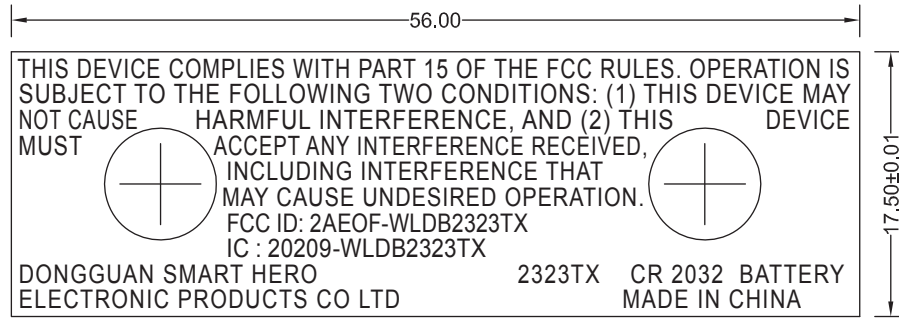 56.00
THIS DEVICE COMPLIES WITH PART 15 OF THE FCC RULES. OPERATION IS
SUBJECT TO THE FOLLOWING TWO CONDITIONS: (1) THIS DEVICE MAY
NOT CAUSE HARMFUL INTERFERENCE, AND (2) THIS DEVICE
MUST ACCEPT ANY INTERFERENCE RECEIVED,
INCLUDING INTERFERENCE THAT
MAY CAUSE UNDESIRED OPERATION.
FCC ID: 2AEOF-WLDB2323TX
IC : 20209-WLDB2323TX
DONGGUAN SMART HERO 2323TX CR 2032 BATTERY
ELECTRONIC PRODUCTS CO LTD MADE IN CHINA
17.50±0.01